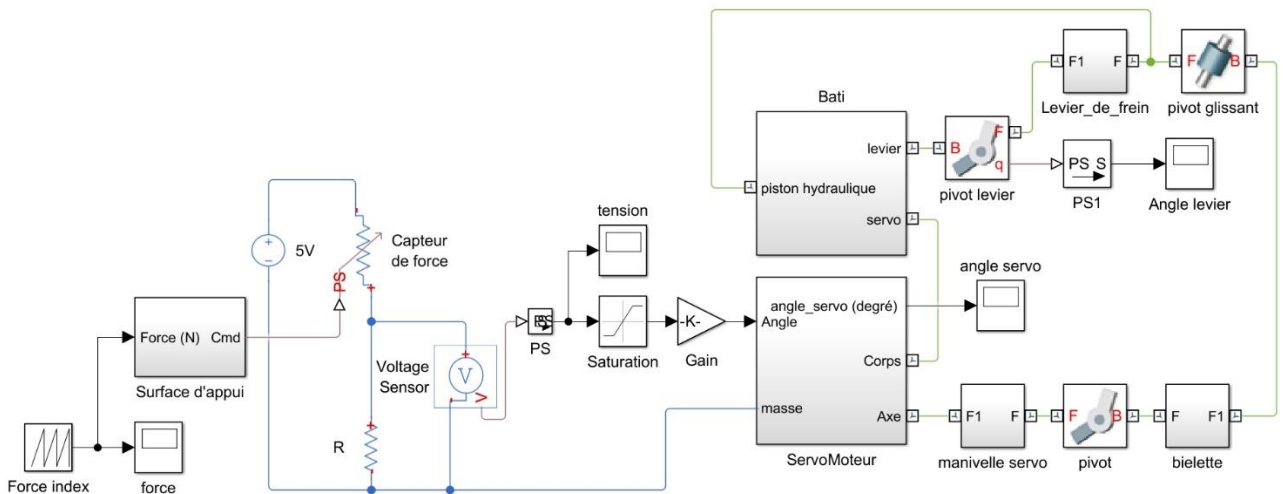 Bati
levier
piston hydraulique
servo
B
F
q
pivot levier
F1
F
Levier_de_frein
F
B
pivot glissant
PS S
PS1
Angle levier
5V
PS
Capteur
de force
tension
Force (N)
Cmd
Surface d'appui
Force index
force
R
Voltage
Sensor
V
V
PS
Saturation
-K-
Gain
angle_servo (degré)
Angle
Corps
masse
Axe
ServoMoteur
angle servo
F1
F
manivelle servo
F
B
pivot
F
F1
bielette